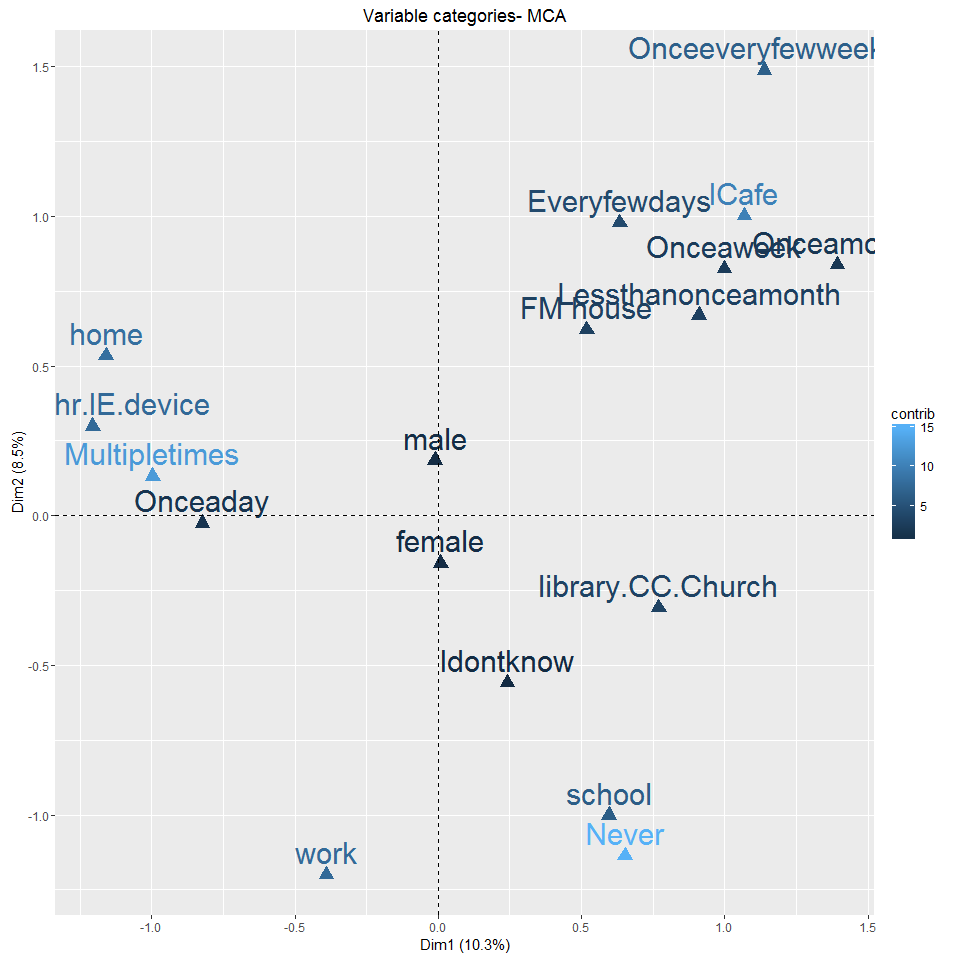 Variable categories- MCA
Onceeveryfewweek
ICafe
Everyfewdays
Onceamo
Onceaweek
Lessthanonceamonth
FM house
home
hr.IE.device
Multipletimes
male
Onceaday
female
library.CC.Church
Idontknow
school
Never
work
1.5
1.0
0.5
0.0
-0.5
-1.0
Dim2 (8.5%)
-1.0
-0.5
0.0
0.5
1.0
1.5
Dim1 (10.3%)
contrib
15
10
5